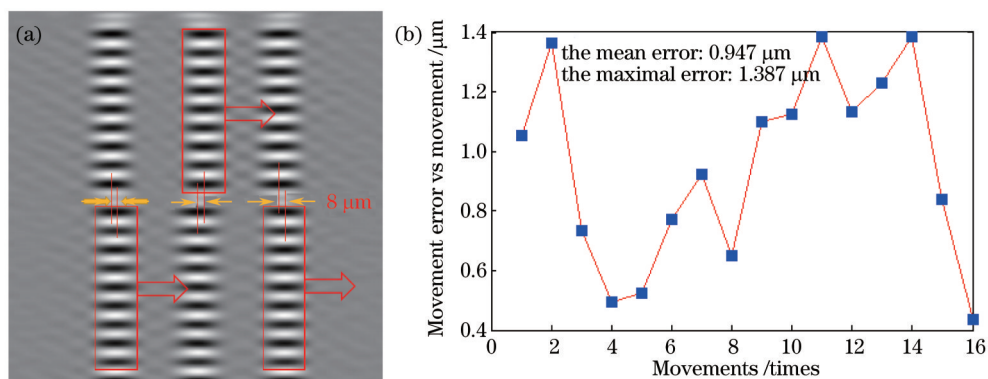 (a)
8 μm
(b)
the mean error: 0.947 μm
the maximal error: 1.387 μm
Movement error vs movement /μm
1.4
1.2
1.0
0.8
0.6
0.4
0 2 4 6 8 10 12 14 16
Movements /times